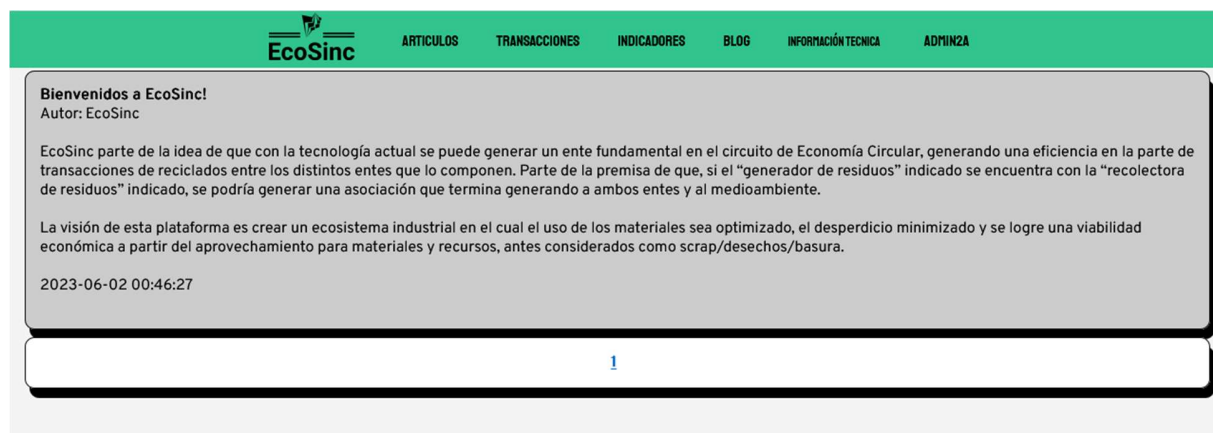 EcoSinc
ARTICULOS TRANSACCIONES INDICADORES BLOG INFORMACIÓN TECNICA ADMIN2A
Bienvenidos a EcoSinc!
Autor: EcoSinc
EcoSinc parte de la idea de que con la tecnología actual se puede generar un ente fundamental en el circuito de Economía Circular, generando una eficiencia en la parte de
transacciones de reciclados entre los distintos entes que lo componen. Parte de la premisa de que, si el “generador de residuos” indicado se encuentra con la “recolectora
de residuos” indicado, se podría generar una asociación que termina generando a ambos entes y al medioambiente.
La visión de esta plataforma es crear un ecosistema industrial en el cual el uso de los materiales sea optimizado, el desperdicio minimizado y se logre una viabilidad
económica a partir del aprovechamiento para materiales y recursos, antes considerados como scrap/desechos/basura.
2023-06-02 00:46:27
1